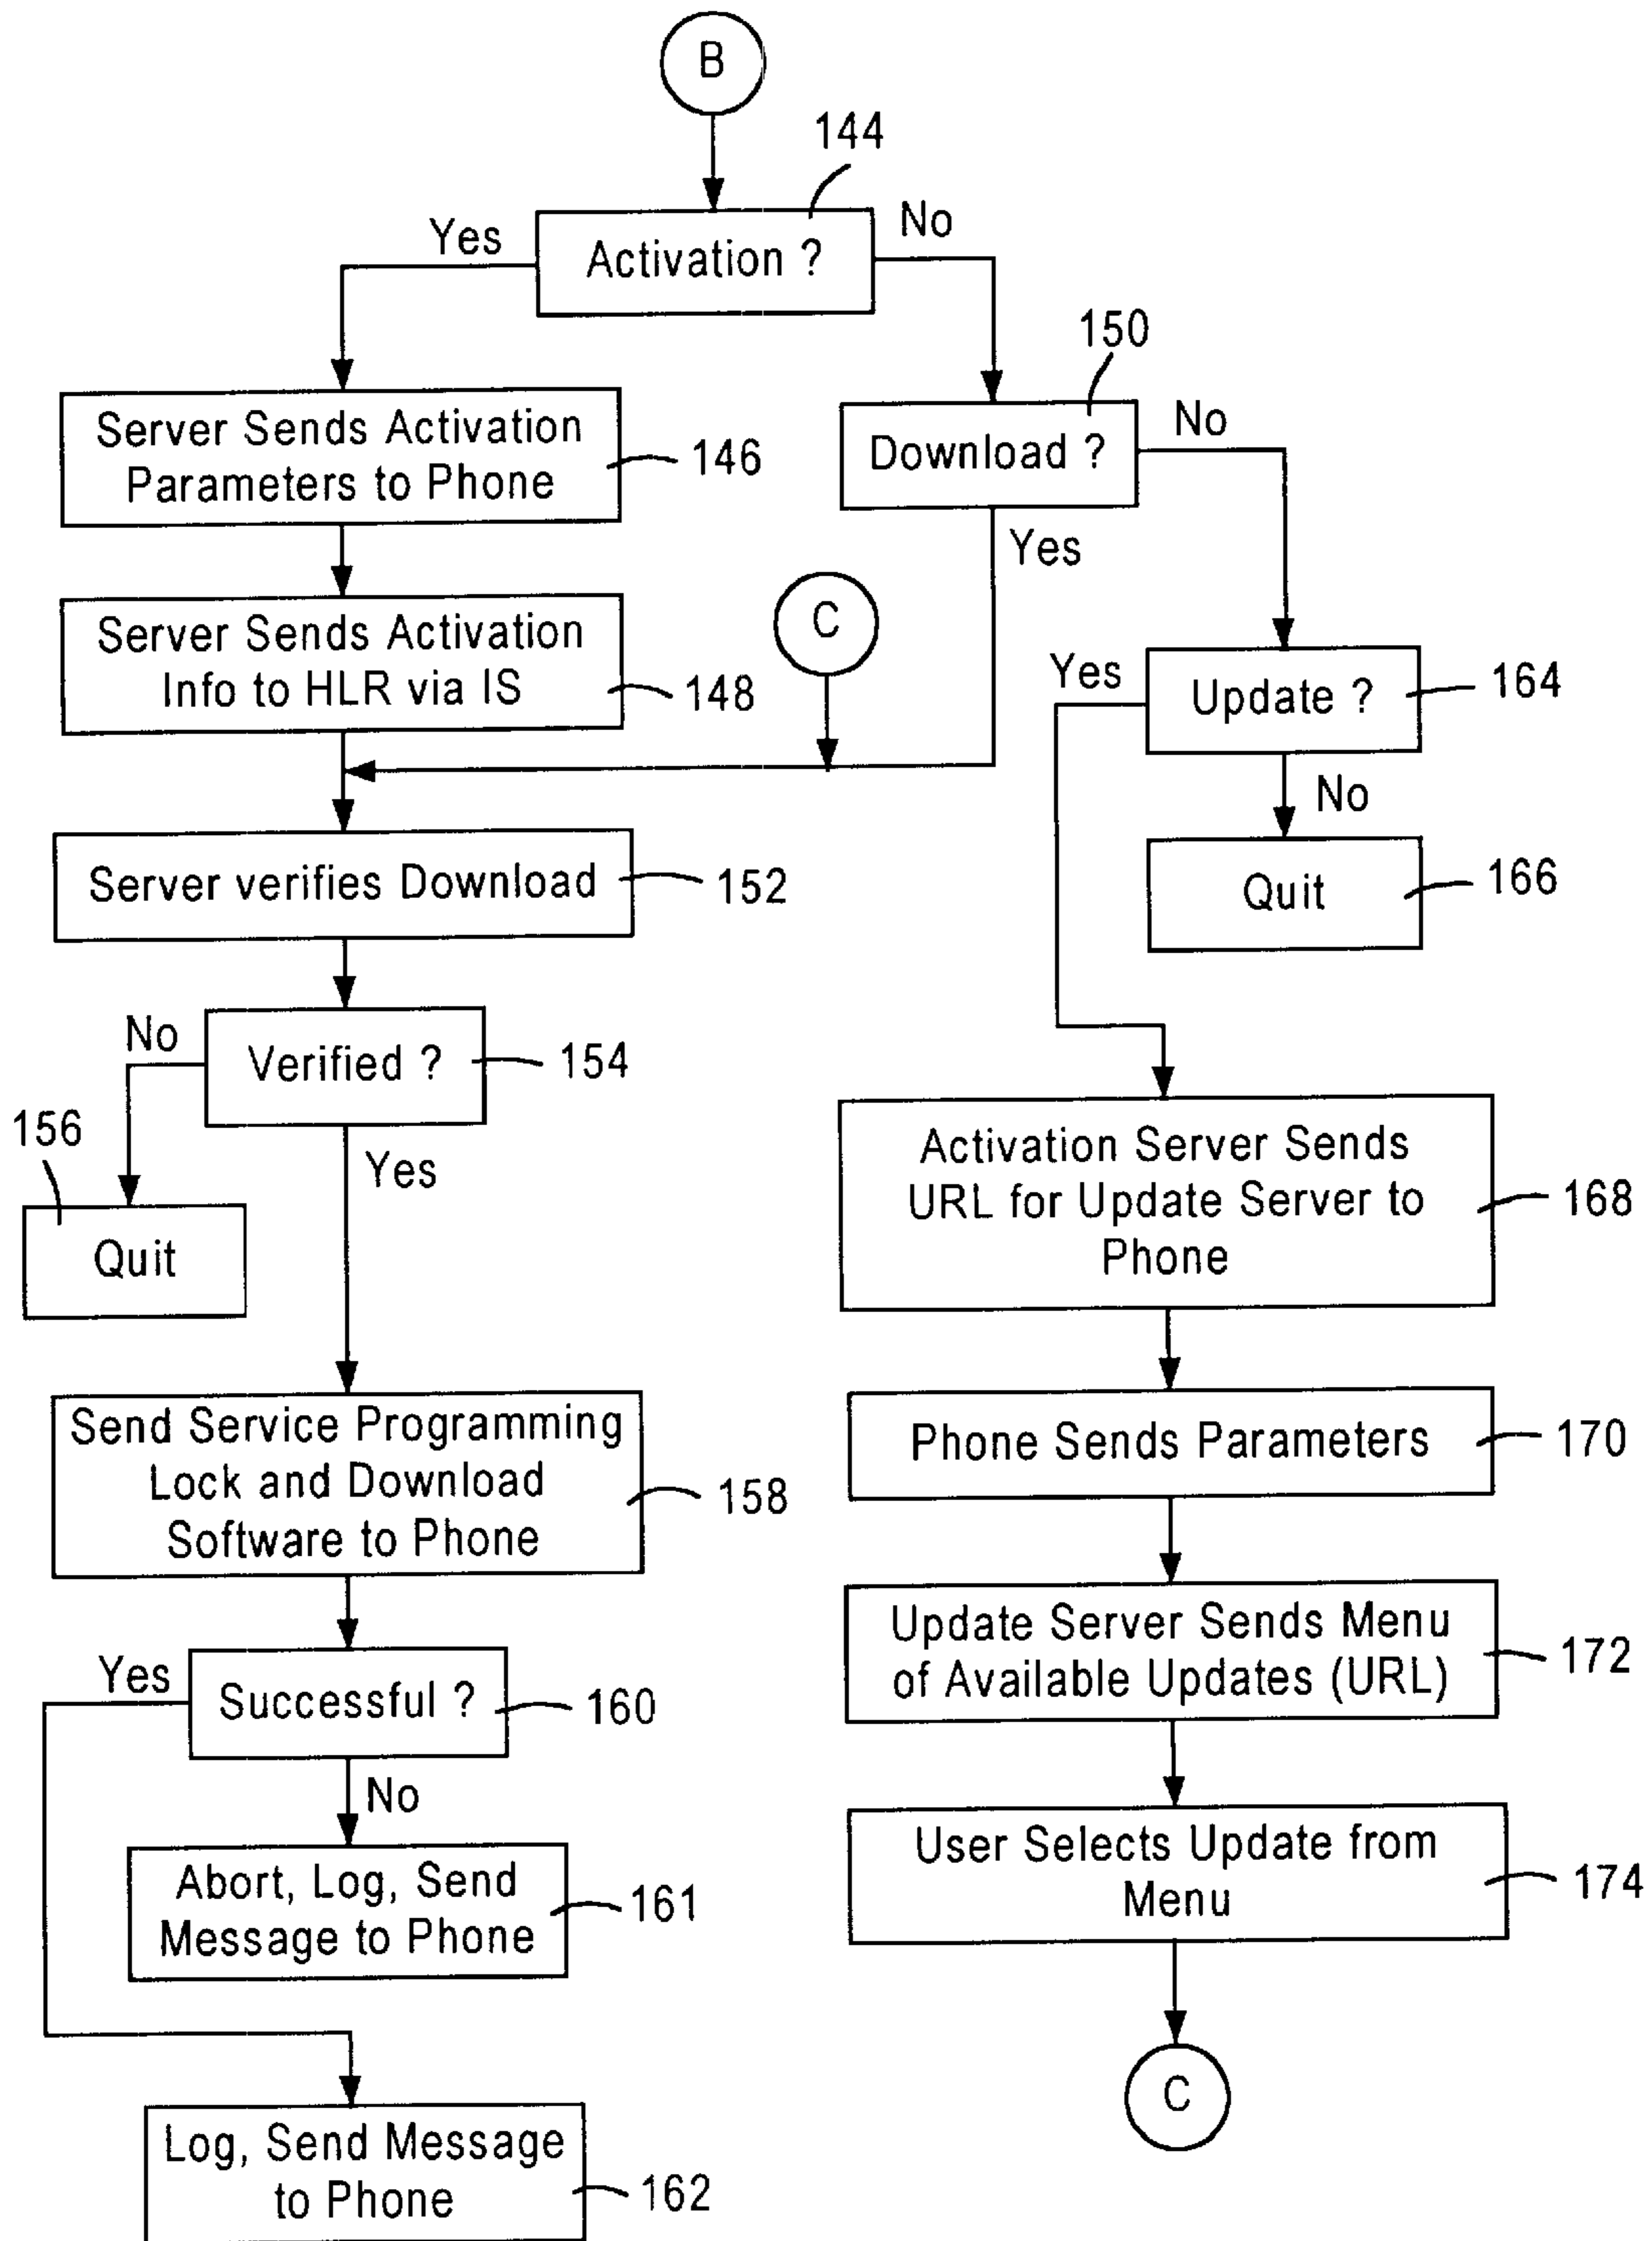 B
144
Yes
No
Activation ?
150
Server Sends Activation
Parameters to Phone
146
Download ?
No
Yes
Server Sends Activation
Info to HLR via IS
148
C
Yes
Update ?
164
No
Server verifies Download
152
Quit
166
No
Verified ?
154
156
Yes
Quit
Activation Server Sends
URL for Update Server to
Phone
168
Send Service Programming
Lock and Download
Software to Phone
158
Phone Sends Parameters
170
Yes
Successful ?
160
Update Server Sends Menu
of Available Updates (URL)
172
No
Abort, Log, Send
Message to Phone
161
User Selects Update from
Menu
174
C
Log, Send Message
to Phone
162